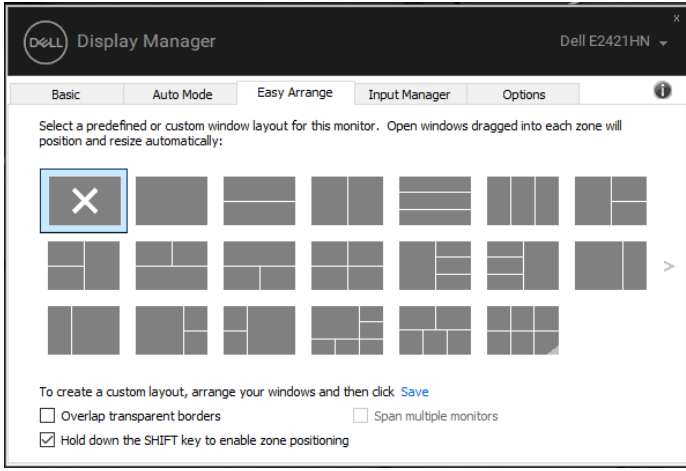 x
DELL Display Manager Dell E2421HN
Basic Auto Mode Easy Arrange Input Manager Options
Select a predefined or custom window layout for this monitor. Open windows dragged into each zone will
position and resize automatically:
To create a custom layout, arrange your windows and then click Save
Overlap transparent borders Span multiple monitors
Hold down the SHIFT key to enable zone positioning